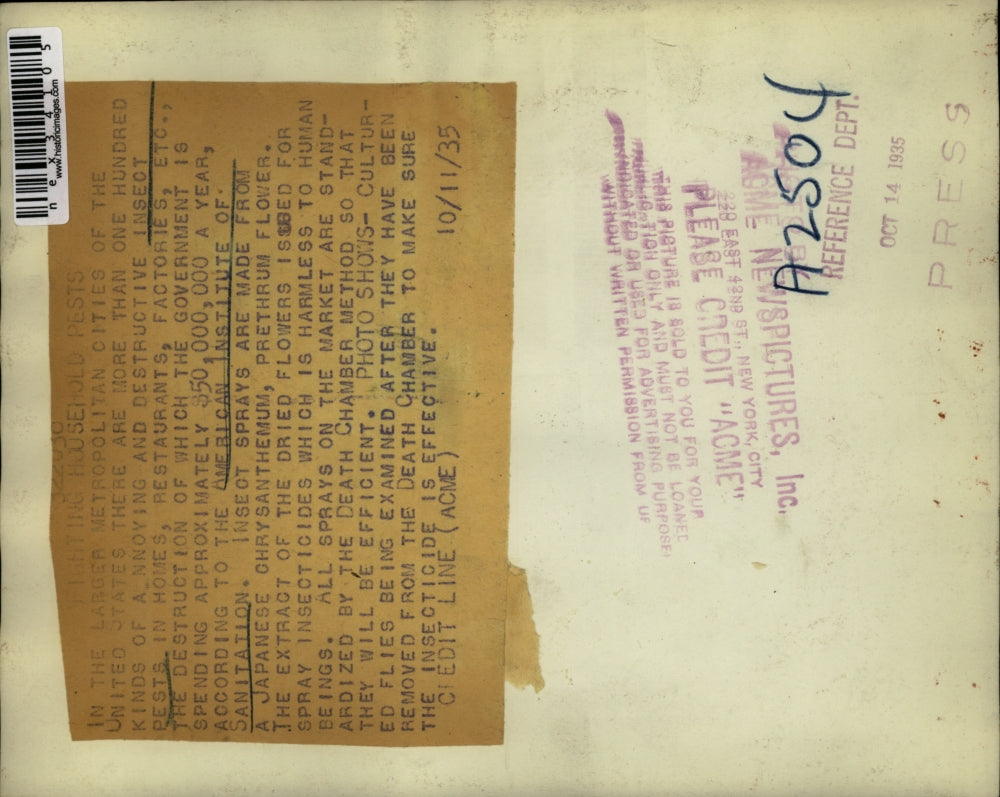 FIGHTING HOUSEHOLD PESTS
IN THE LARGER METROPOLITAN CITIES OF THE
UNITED STATES THERE ARE MORE THAN ONE HUNDRED
KINDS OF ANNOYING AND DESTRUCTIVE INSECT
PESTS IN HOMES, RESTAURANTS, FACTORIES, ETC.,
THE DESTRUCTION OF WHICH THE GOVERNMENT IS
SPENDING APPROXIMATELY $50,000,000 A YEAR,
ACCORDING TO THE AMERICAN INSTITUTE OF
SANITATION. INSECT SPRAYS ARE MADE FROM
A JAPANESE CHRYSANTHEMUM, PRETHRUM FLOWER.
THE EXTRACT OF THE DRIED FLOWERS IS USED FOR
SPRAY INSECTICIDES WHICH IS HARMLESS TO HUMAN
BEINGS. ALL SPRAYS ON THE MARKET ARE STAND-
ARDIZED BY THE DEATH CHAMBER METHOD SO THAT
THEY WILL BE EFFICIENT. PHOTO SHOWS- CULTUR-
ED FLIES BEING EXAMINED AFTER THEY HAVE BEEN
REMOVED FROM THE DEATH CHAMBER TO MAKE SURE
THE INSECTICIDE IS EFFECTIVE.
CREDIT LINE (ACME) 10/11/35
nex34105
www.historicimages.com
A2504
REFERENCE DEPT.
OCT 14 1935
PRESS
ACME NEWSPICTURES, Inc.
220 EAST 42ND ST., NEW YORK, CITY
PLEASE CREDIT "ACME"
THIS PICTURE IS SOLD TO YOU FOR YOUR
ONLY AND MUST NOT BE LOANED
SYNDICATED OR USED FOR ADVERTISING PURPOSE
WITHOUT WRITTEN PERMISSION FROM US